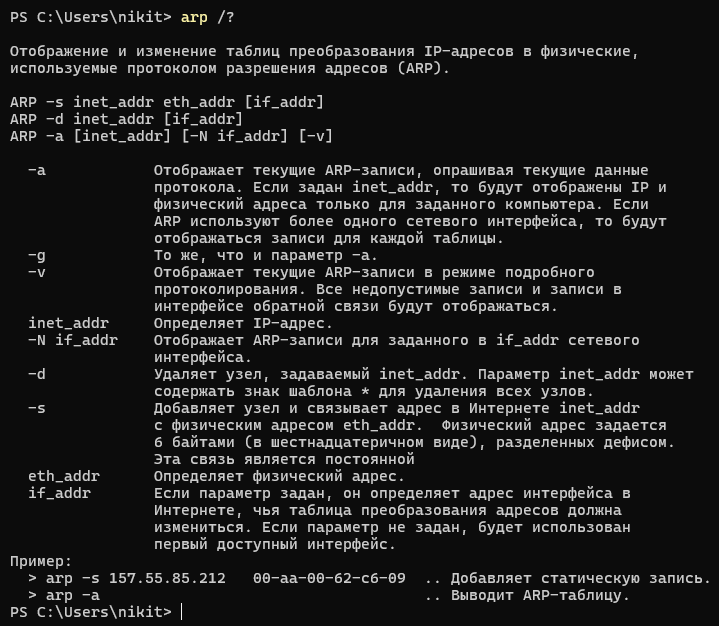 PS C:\Users\nikit> arp /?

Отображение и изменение таблиц преобразования IP-адресов в физические,
используемые протоколом разрешения адресов (ARP).

ARP -s inet_addr eth_addr [if_addr]
ARP -d inet_addr [if_addr]
ARP -a [inet_addr] [-N if_addr] [-v]

  -a            Отображает текущие ARP-записи, опрашивая текущие данные
                протокола. Если задан inet_addr, то будут отображены IP и
                физический адреса только для заданного компьютера. Если
                ARP используют более одного сетевого интерфейса, то будут
                отображаться записи для каждой таблицы.
  -g            То же, что и параметр -a.
  -v            Отображает текущие ARP-записи в режиме подробного
                протоколирования. Все недопустимые записи и записи в
                интерфейсе обратной связи будут отображаться.
  inet_addr     Определяет IP-адрес.
  -N if_addr    Отображает ARP-записи для заданного в if_addr сетевого
                интерфейса.
  -d            Удаляет узел, задаваемый inet_addr. Параметр inet_addr может
                содержать знак шаблона * для удаления всех узлов.
  -s            Добавляет узел и связывает адрес в Интернете inet_addr
                с физическим адресом eth_addr.  Физический адрес задается
                6 байтами (в шестнадцатеричном виде), разделенных дефисом.
                Эта связь является постоянной
  eth_addr      Определяет физический адрес.
  if_addr       Если параметр задан, он определяет адрес интерфейса в
                Интернете, чья таблица преобразования адресов должна
                измениться. Если параметр не задан, будет использован
                первый доступный интерфейс.
Пример:
  > arp -s 157.55.85.212   00-aa-00-62-c6-09  .. Добавляет статическую запись.
  > arp -a                                    .. Выводит ARP-таблицу.
PS C:\Users\nikit>